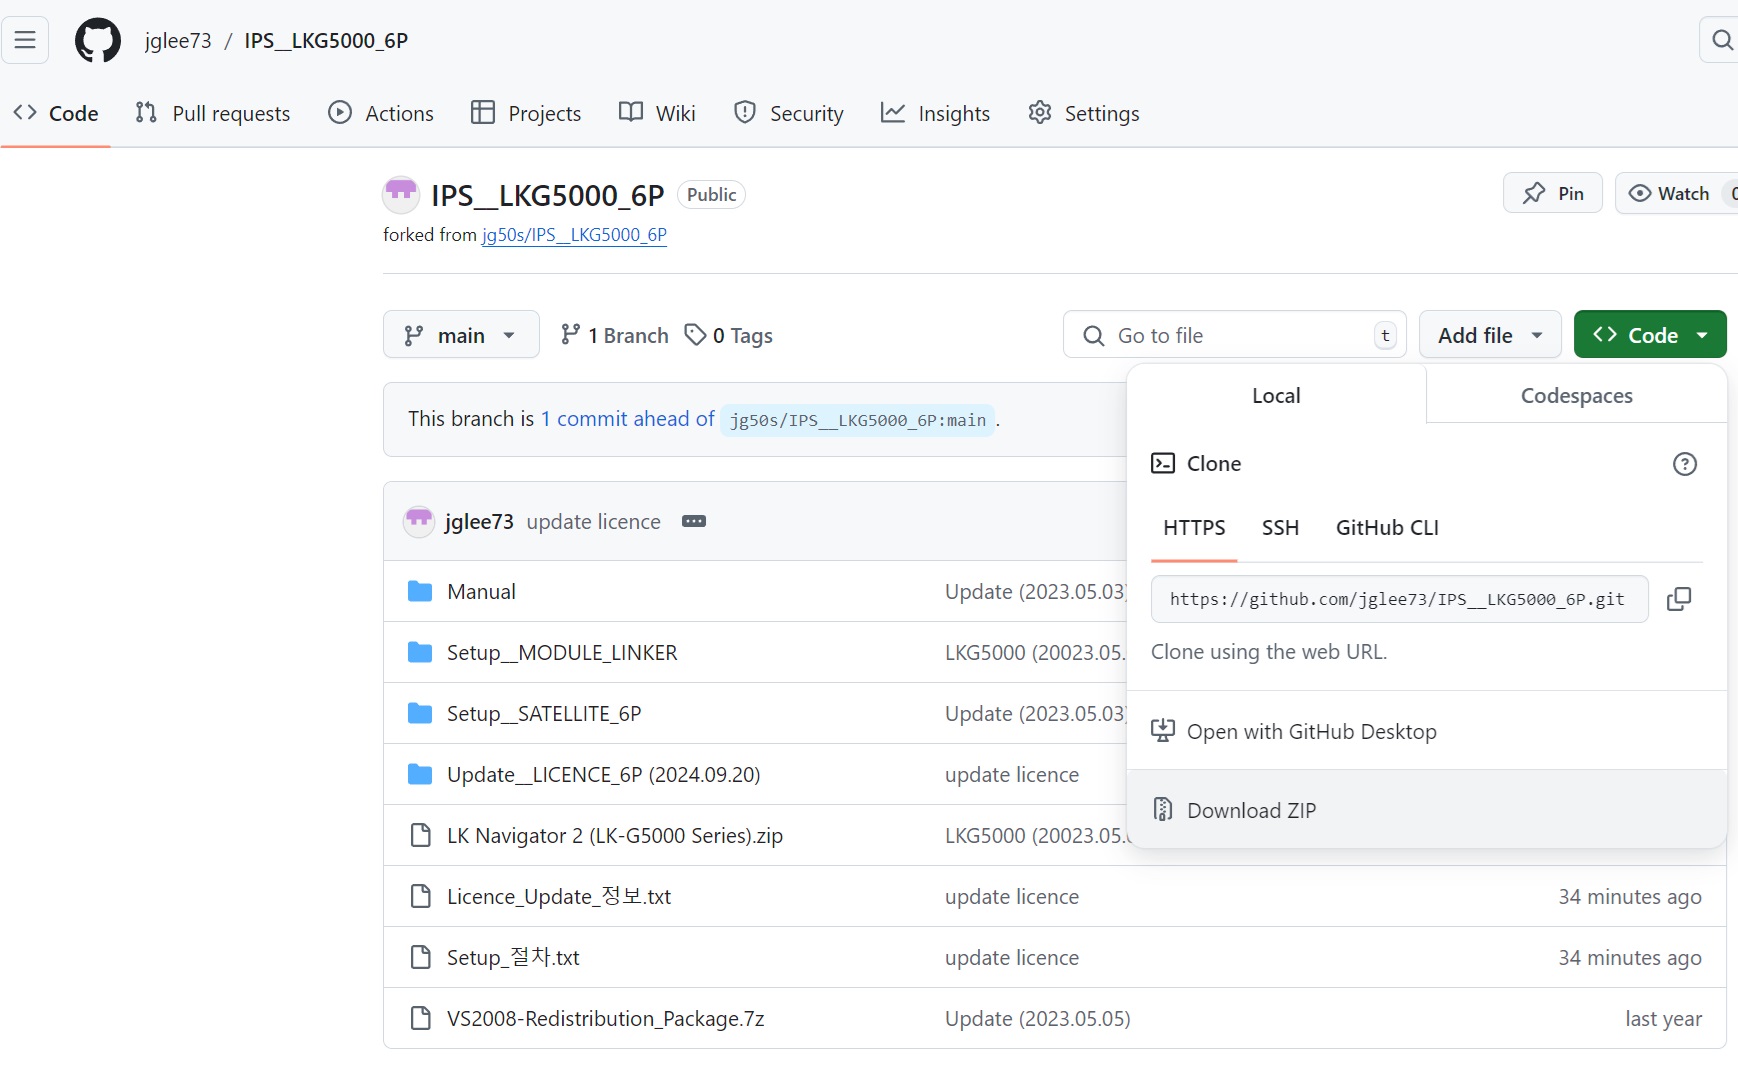 jglee73 / IPS__LKG5000_6P
Code Pull requests Actions Projects Wiki Security Insights Settings
IPS__LKG5000_6P Public
Pin Watch
forked from jg50s/IPS__LKG5000_6P
main 1 Branch 0 Tags
Go to file t Add file Code
Local Codespaces
This branch is 1 commit ahead of jg50s/IPS__LKG5000_6P:main .
Clone
HTTPS SSH GitHub CLI
https://github.com/jglee73/IPS__LKG5000_6P.git
Clone using the web URL.
Open with GitHub Desktop
Download ZIP
jglee73 update licence
Manual Update (2023.05.03)
Setup__MODULE_LINKER LKG5000 (20023.05.
Setup__SATELLITE_6P Update (2023.05.03)
Update__LICENCE_6P (2024.09.20) update licence
LK Navigator 2 (LK-G5000 Series).zip LKG5000 (20023.05.
Licence_Update_정보.txt update licence 34 minutes ago
Setup_절차.txt update licence 34 minutes ago
VS2008-Redistribution_Package.7z Update (2023.05.05) last year